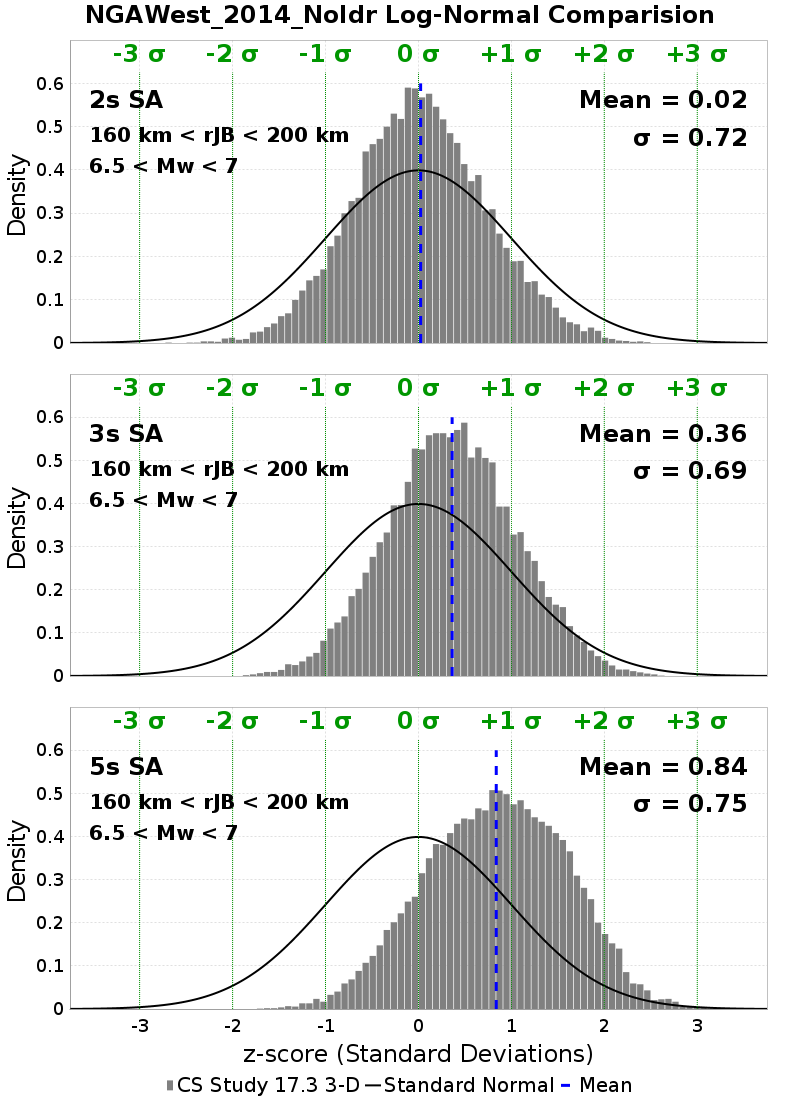 NGAWest_2014_NoIdr Log-Normal Comparision
-3 σ -2 σ -1 σ 0 σ +1 σ +2 σ +3 σ
0.6
2s SA Mean = 0.02
0.5
160 km < rJB < 200 km σ = 0.72
6.5 < Mw < 7
0.4
Density
0.3
0.2
0.1
0
-3 σ -2 σ -1 σ 0 σ +1 σ +2 σ +3 σ
0.6
3s SA Mean = 0.36
0.5
160 km < rJB < 200 km σ = 0.69
6.5 < Mw < 7
0.4
Density
0.3
0.2
0.1
0
-3 σ -2 σ -1 σ 0 σ +1 σ +2 σ +3 σ
0.6
5s SA Mean = 0.84
0.5
160 km < rJB < 200 km σ = 0.75
6.5 < Mw < 7
0.4
Density
0.3
0.2
0.1
0
-3 -2 -1 0 1 2 3
z-score (Standard Deviations)
CS Study 17.3 3-D Standard Normal Mean